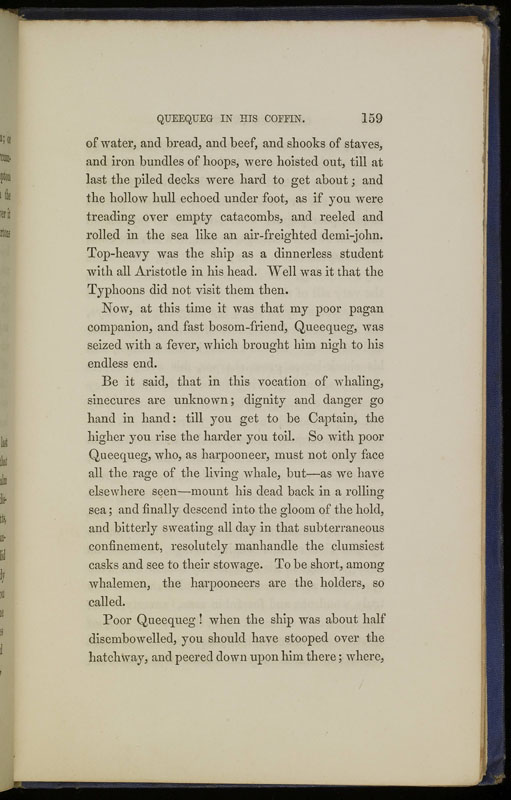 QUEEQUEG IN HIS COFFIN. 159
of water, and bread, and beef, and shooks of staves,
and iron bundles of hoops, were hoisted out, till at
last the piled decks were hard to get about; and
the hollow hull echoed under foot, as if you were
treading over empty catacombs, and reeled and
rolled in the sea like an air-freighted demi-john.
Top-heavy was the ship as a dinnerless student
with all Aristotle in his head. Well was it that the
Typhoons did not visit them then.
Now, at this time it was that my poor pagan
companion, and fast bosom-friend, Queequeg, was
seized with a fever, which brought him nigh to his
endless end.
Be it said, that in this vocation of whaling,
sinecures are unknown; dignity and danger go
hand in hand: till you get to be Captain, the
higher you rise the harder you toil. So with poor
Queequeg, who, as harpooneer, must not only face
all the rage of the living whale, but—as we have
elsewhere seen—mount his dead back in a rolling
sea; and finally descend into the gloom of the hold,
and bitterly sweating all day in that subterraneous
confinement, resolutely manhandle the clumsiest
casks and see to their stowage. To be short, among
whalemen, the harpooneers are the holders, so
called.
Poor Queequeg! when the ship was about half
disembowelled, you should have stooped over the
hatchway, and peered down upon him there; where,